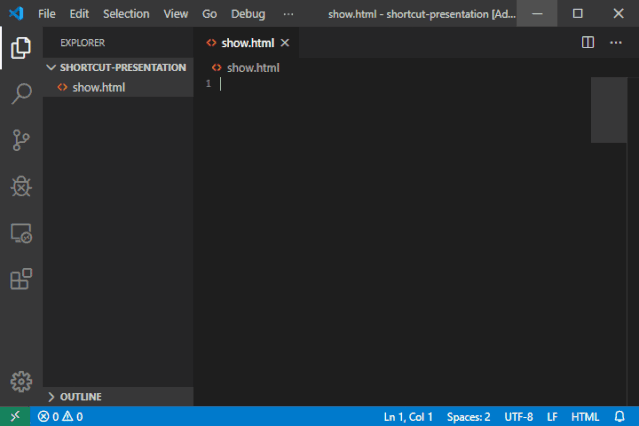 File Edit Selection View Go Debug ··· show.html - shortcut-presentation [Ad...
EXPLORER
SHORTCUT-PRESENTATION
show.html
OUTLINE
show.html
show.html
1
0 0 Ln 1, Col 1 Spaces: 2 UTF-8 LF HTML